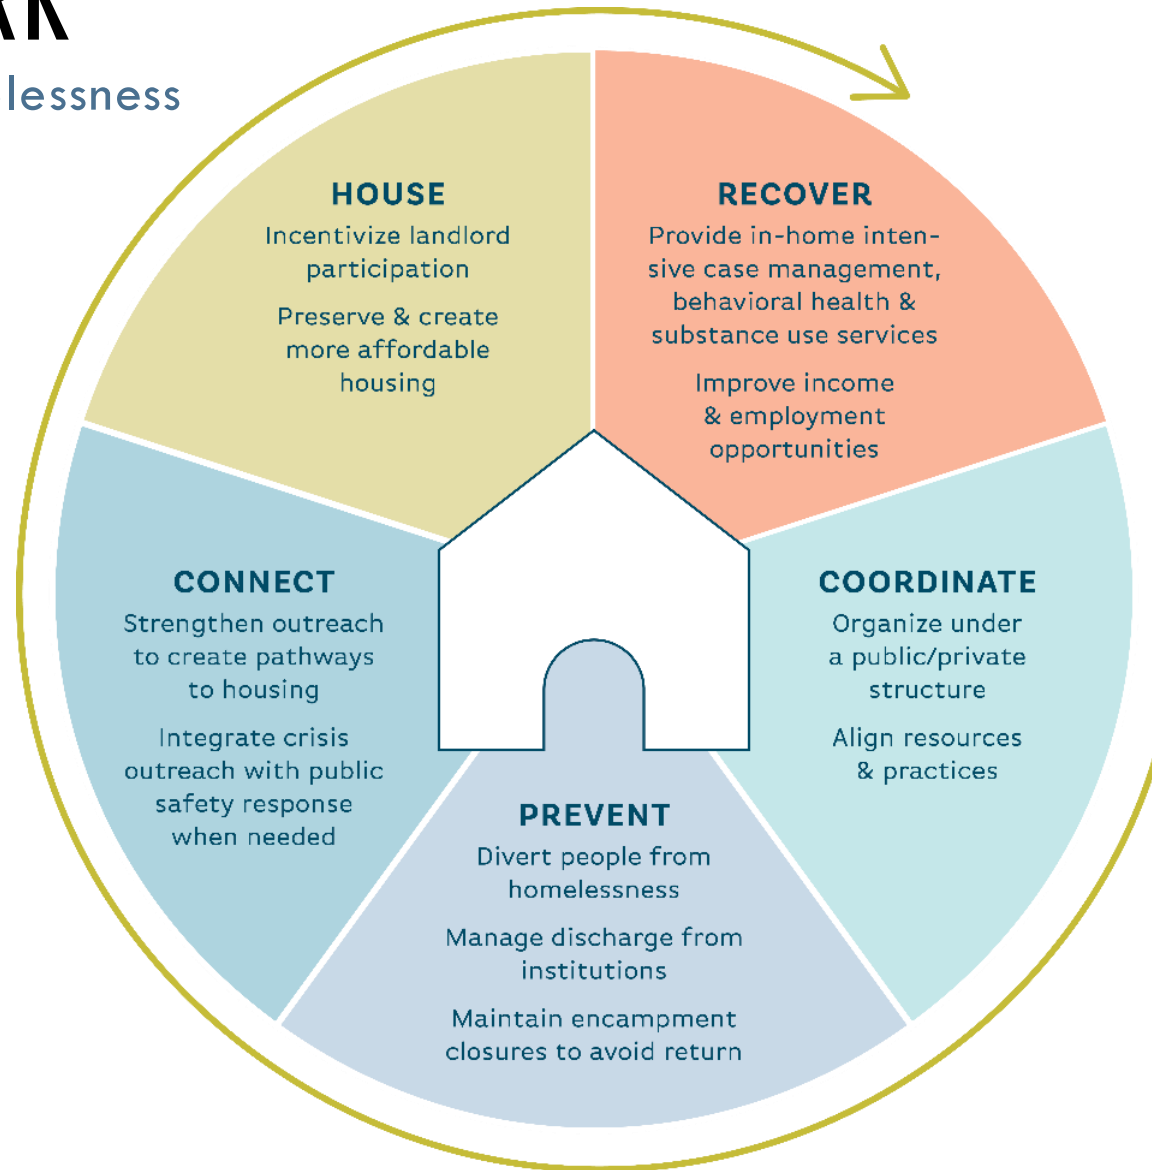 lessness
HOUSE
Incentivize landlord
participation
Preserve & create
more affordable
housing
RECOVER
Provide in-home inten-
sive case management,
behavioral health &
substance use services
Improve income
& employment
opportunities
CONNECT
Strengthen outreach
to create pathways
to housing
Integrate crisis
outreach with public
safety response
when needed
COORDINATE
Organize under
a public/private
structure
Align resources
& practices
PREVENT
Divert people from
homelessness
Manage discharge from
institutions
Maintain encampment
closures to avoid return